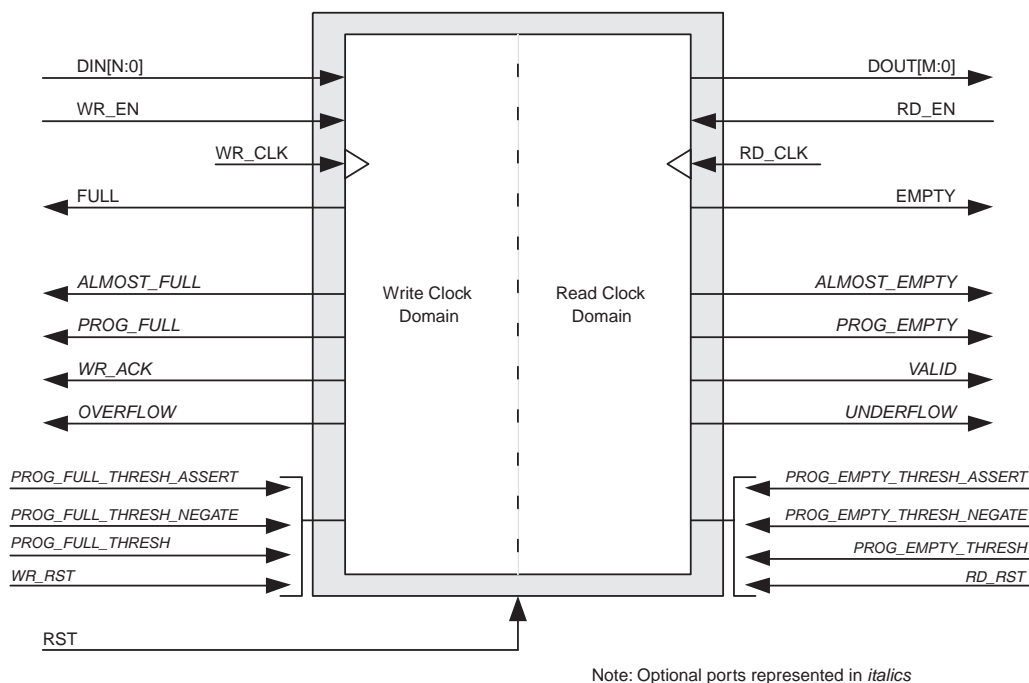 DIN[N:0]
WR_EN
WR_CLK
FULL
ALMOST_FULL
PROG_FULL
WR_ACK
OVERFLOW
PROG_FULL_THRESH_ASSERT
PROG_FULL_THRESH_NEGATE
PROG_FULL_THRESH
WR_RST
RST
Write Clock
Domain
Read Clock
Domain
DOUT[M:0]
RD_EN
RD_CLK
EMPTY
ALMOST_EMPTY
PROG_EMPTY
VALID
UNDERFLOW
PROG_EMPTY_THRESH_ASSERT
PROG_EMPTY_THRESH_NEGATE
PROG_EMPTY_THRESH
RD_RST
Note: Optional ports represented in italics